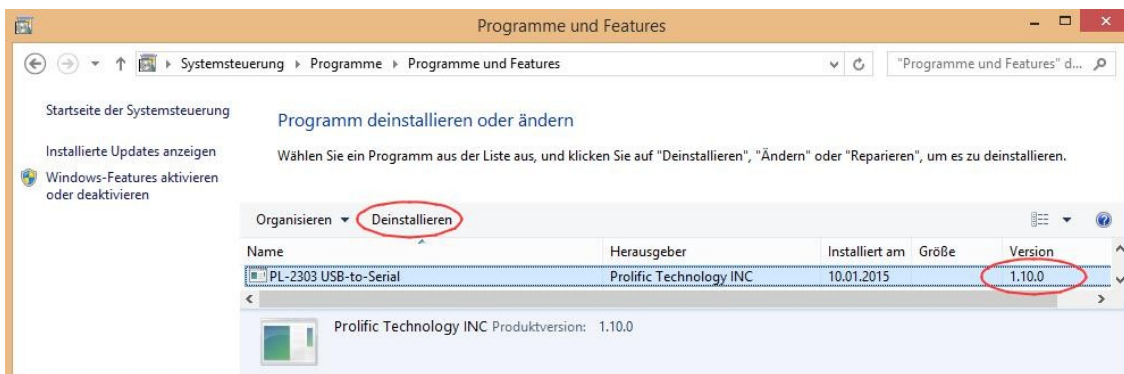 Programme und Features
Systemsteuerung Programme Programme und Features "Programme und Features" d...
Startseite der Systemsteuerung
Installierte Updates anzeigen
Windows-Features aktivieren
oder deaktivieren
Programm deinstallieren oder ändern
Wählen Sie ein Programm aus der Liste aus, und klicken Sie auf "Deinstallieren", "Ändern" oder "Reparieren", um es zu deinstallieren.
Organisieren Deinstallieren
Name Herausgeber Installiert am Größe Version
PL-2303 USB-to-Serial Prolific Technology INC 10.01.2015 1.10.0
Prolific Technology INC Produktversion: 1.10.0